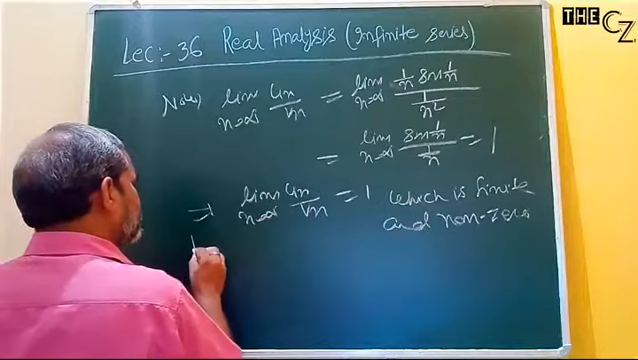 THE CZ.
Lec:- 36 Real Analysis (Infinite series)
Now, lim n→∞ un/vn = lim n→∞ (1/n sin 1/n)/(1/n²)
= lim n→∞ (sin 1/n)/(1/n) = 1
⇒ lim n→∞ un/vn = 1 which is finite
and non-zero